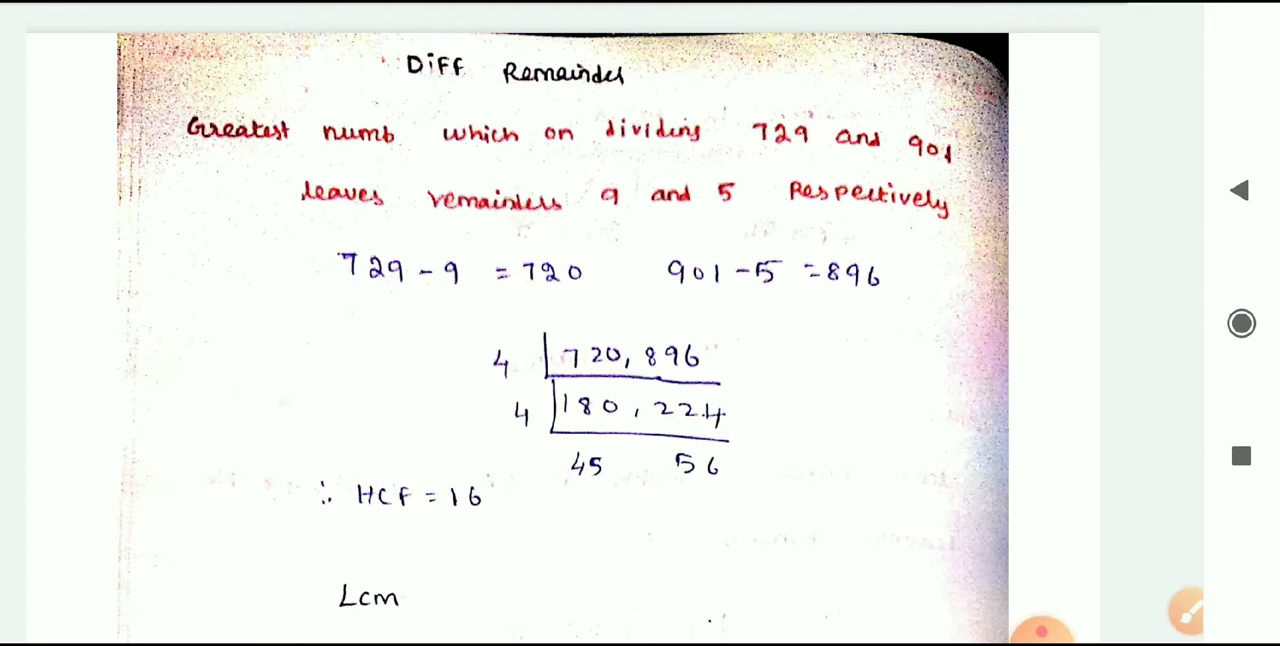 Diff Remainder
Greatest numb which on dividing 729 and 901
leaves remainders 9 and 5 Respectively
729 - 9 = 720 901 - 5 = 896
4 720, 896
4 180, 224
45 56
∴ HCF = 16
Lcm